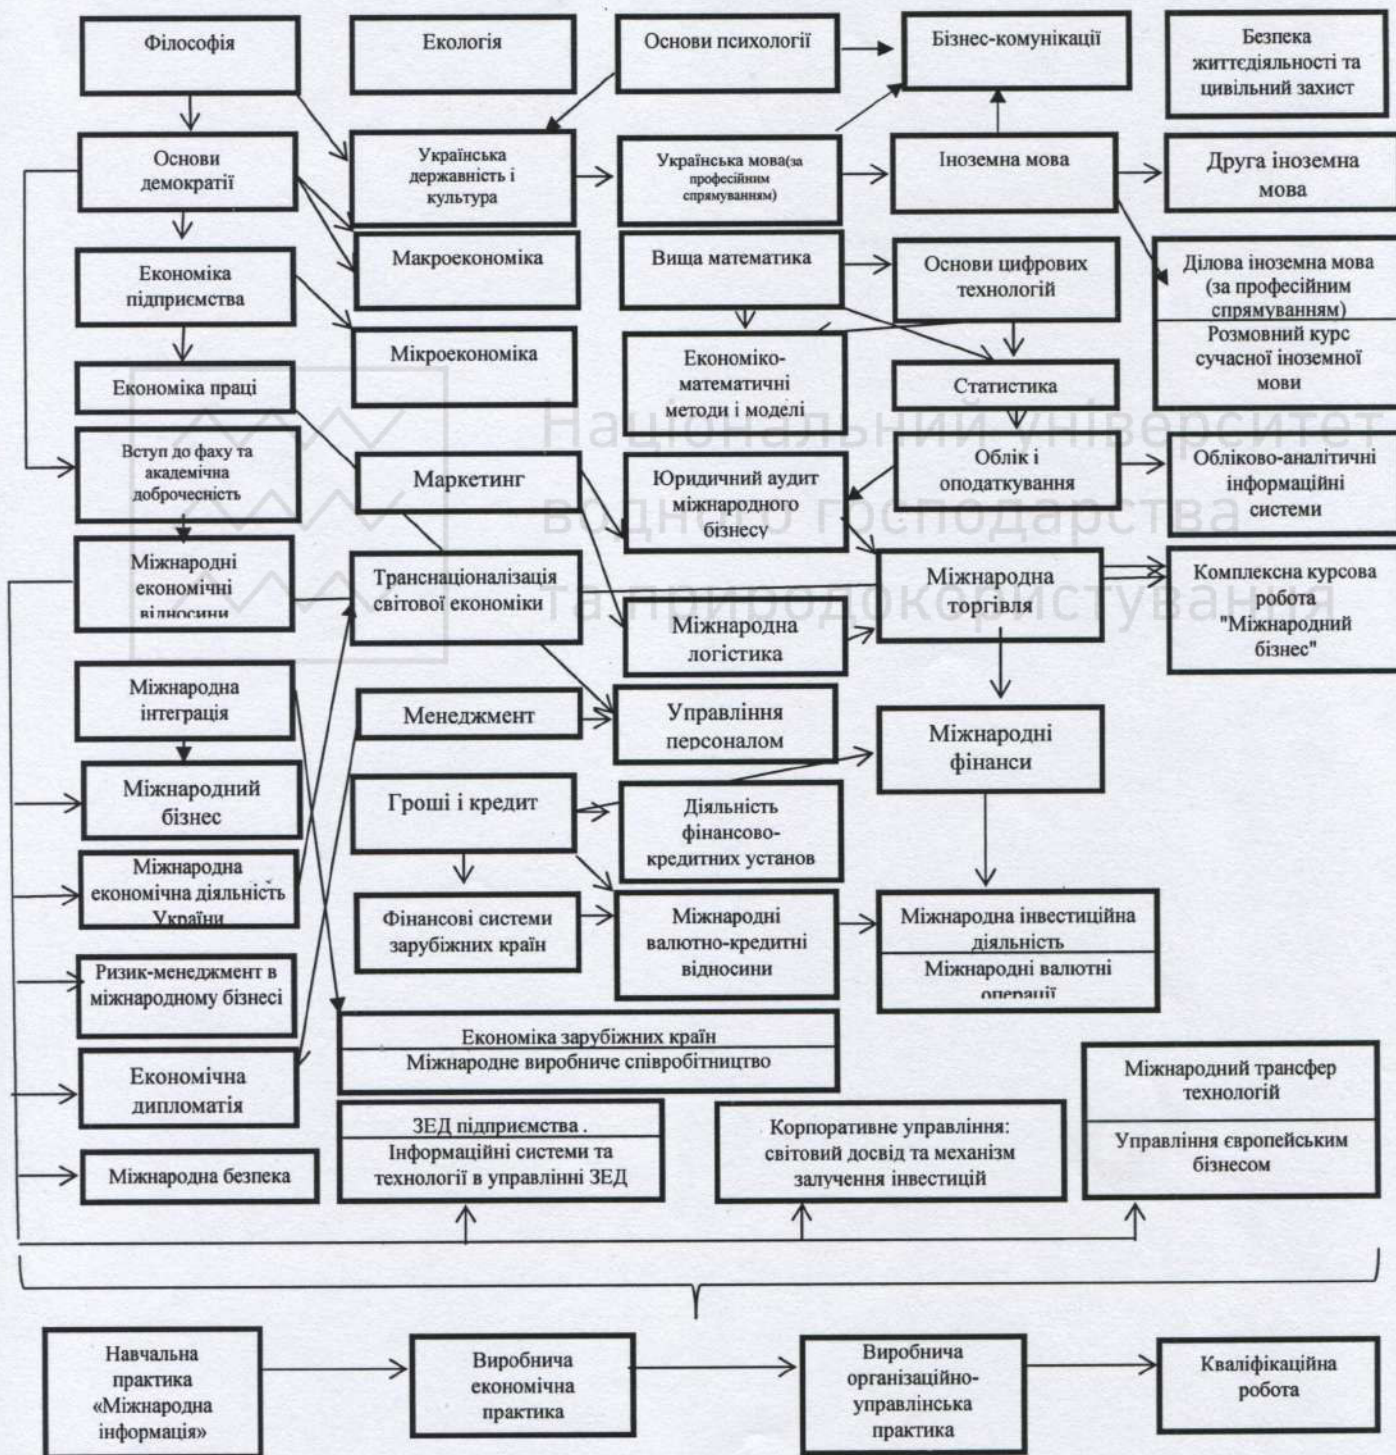 Філософія
Екологія
Основи психології
Бізнес-комунікації
Безпека
життєдіяльності та
цивільний захист
Основи
демократії
Українська
державність і
культура
Українська мова(за
професійним
спрямуванням)
Іноземна мова
Друга іноземна
мова
Економіка
підприємства
Макроекономіка
Вища математика
Основи цифрових
технологій
Ділова іноземна мова
(за професійним
спрямуванням)
Розмовний курс
сучасної іноземної
мови
Економіка праці
Мікроекономіка
Економіко-
математичні
методи і моделі
Статистика
Вступ до фаху та
академічна
доброчесність
Маркетинг
Юридичний аудит
міжнародного
бізнесу
Облік і
оподаткування
Обліково-аналітичні
інформаційні
системи
Національний університет
водного господарства
та природокористування
Міжнародні
економічні
відносини
Транснаціоналізація
світової економіки
Міжнародна
логістика
Міжнародна
торгівля
Комплексна курсова
робота
"Міжнародний
бізнес"
Міжнародна
інтеграція
Менеджмент
Управління
персоналом
Міжнародні
фінанси
Міжнародний
бізнес
Гроші і кредит
Діяльність
фінансово-
кредитних установ
Міжнародна
економічна діяльність
України
Фінансові системи
зарубіжних країн
Міжнародні
валютно-кредитні
відносини
Міжнародна інвестиційна
діяльність
Міжнародні валютні
операції
Ризик-менеджмент в
міжнародному бізнесі
Економіка зарубіжних країн
Міжнародне виробниче співробітництво
Економічна
дипломатія
ЗЕД підприємства .
Інформаційні системи та
технології в управлінні ЗЕД
Корпоративне управління:
світовий досвід та механізм
залучення інвестицій
Міжнародний трансфер
технологій
Управління європейським
бізнесом
Міжнародна безпека
Навчальна
практика
«Міжнародна
інформація»
Виробнича
економічна
практика
Виробнича
організаційно-
управлінська
практика
Кваліфікаційна
робота